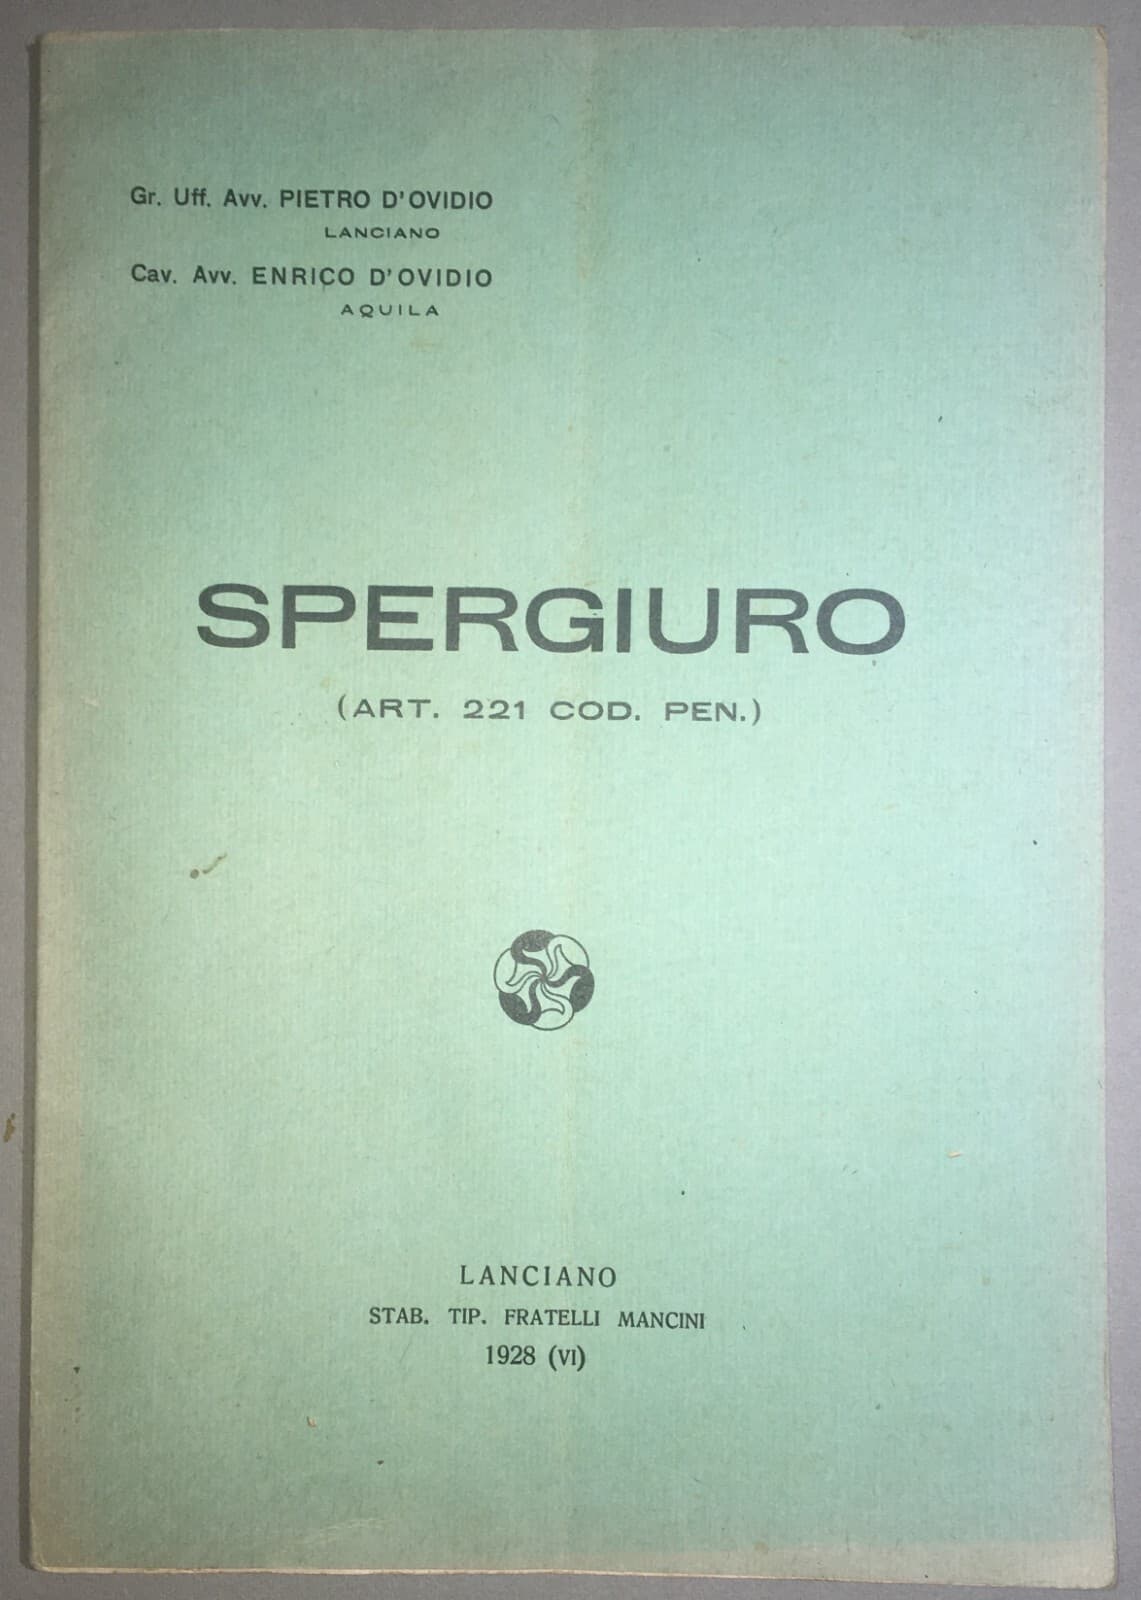 Gr. Uff. Avv. PIETRO D'OVIDIO
LANCIANO
Cav. Avv. ENRICO D'OVIDIO
AQUILA
SPERGIURO
(ART. 221 COD. PEN.)
LANCIANO
STAB. TIP. FRATELLI MANCINI
1928 (VI)